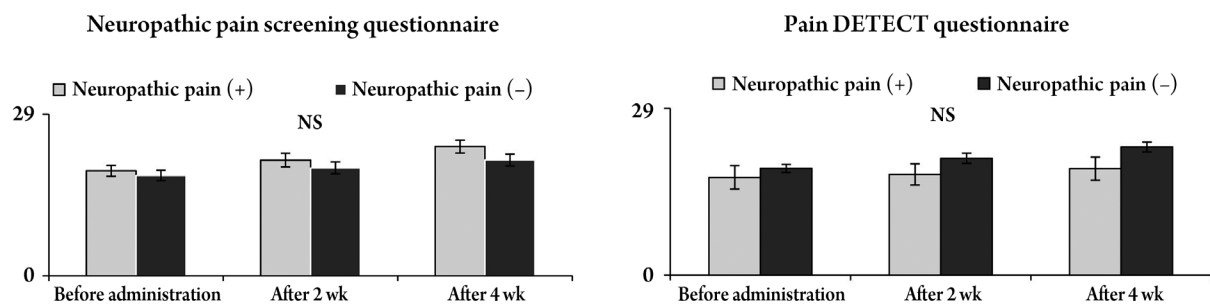 Neuropathic pain screening questionnaire
Neuropathic pain (+) Neuropathic pain (–)
29
NS
0
Before administration After 2 wk After 4 wk
Pain DETECT questionnaire
Neuropathic pain (+) Neuropathic pain (–)
29
NS
0
Before administration After 2 wk After 4 wk